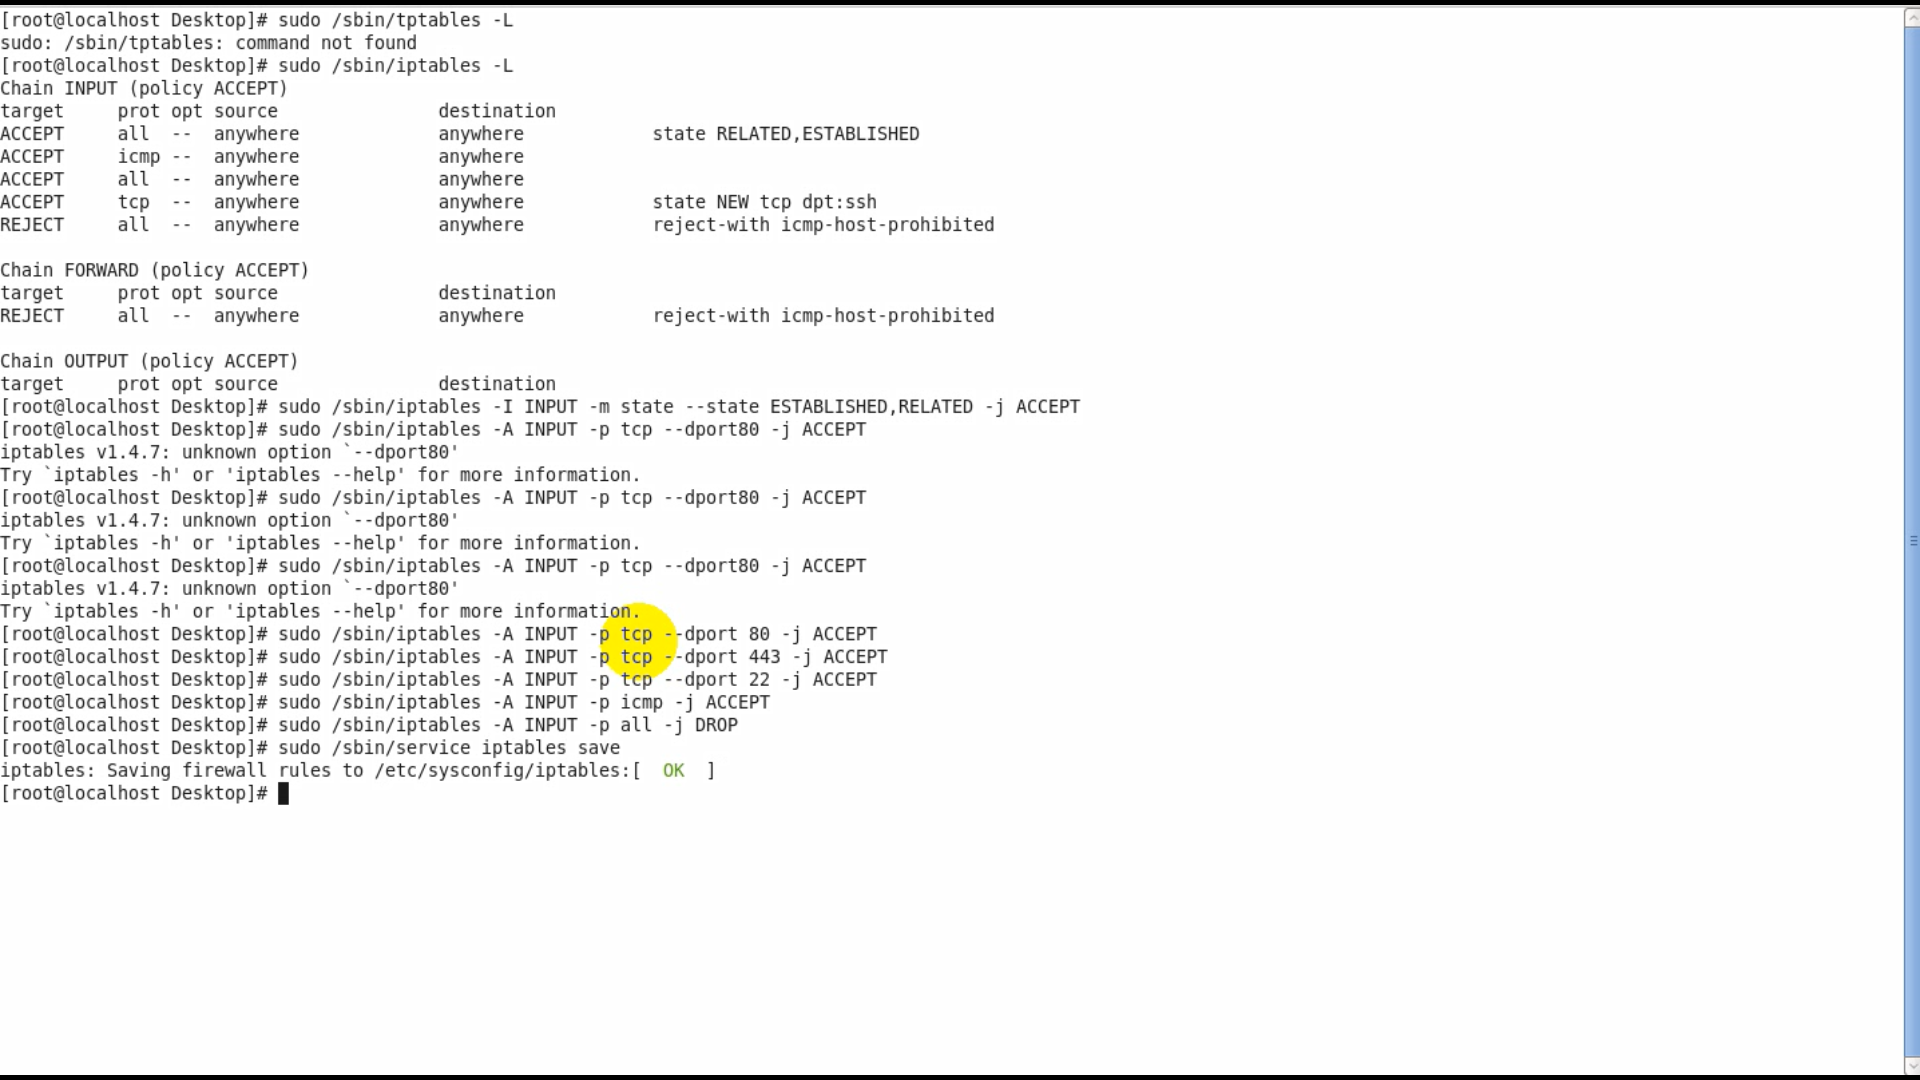 [root@localhost Desktop]# sudo /sbin/tptables -L
sudo: /sbin/tptables: command not found
[root@localhost Desktop]# sudo /sbin/iptables -L
Chain INPUT (policy ACCEPT)
target     prot opt source               destination
ACCEPT     all  --  anywhere             anywhere            state RELATED,ESTABLISHED
ACCEPT     icmp --  anywhere             anywhere
ACCEPT     all  --  anywhere             anywhere
ACCEPT     tcp  --  anywhere             anywhere            state NEW tcp dpt:ssh
REJECT     all  --  anywhere             anywhere            reject-with icmp-host-prohibited
Chain FORWARD (policy ACCEPT)
target     prot opt source               destination
REJECT     all  --  anywhere             anywhere            reject-with icmp-host-prohibited
Chain OUTPUT (policy ACCEPT)
target     prot opt source               destination
[root@localhost Desktop]# sudo /sbin/iptables -I INPUT -m state --state ESTABLISHED,RELATED -j ACCEPT
[root@localhost Desktop]# sudo /sbin/iptables -A INPUT -p tcp --dport80 -j ACCEPT
iptables v1.4.7: unknown option `--dport80'
Try `iptables -h' or 'iptables --help' for more information.
[root@localhost Desktop]# sudo /sbin/iptables -A INPUT -p tcp --dport80 -j ACCEPT
iptables v1.4.7: unknown option `--dport80'
Try `iptables -h' or 'iptables --help' for more information.
[root@localhost Desktop]# sudo /sbin/iptables -A INPUT -p tcp --dport80 -j ACCEPT
iptables v1.4.7: unknown option `--dport80'
Try `iptables -h' or 'iptables --help' for more information.
[root@localhost Desktop]# sudo /sbin/iptables -A INPUT -p tcp --dport 80 -j ACCEPT
[root@localhost Desktop]# sudo /sbin/iptables -A INPUT -p tcp --dport 443 -j ACCEPT
[root@localhost Desktop]# sudo /sbin/iptables -A INPUT -p tcp --dport 22 -j ACCEPT
[root@localhost Desktop]# sudo /sbin/iptables -A INPUT -p icmp -j ACCEPT
[root@localhost Desktop]# sudo /sbin/iptables -A INPUT -p all -j DROP
[root@localhost Desktop]# sudo /sbin/service iptables save
iptables: Saving firewall rules to /etc/sysconfig/iptables:[  OK  ]
[root@localhost Desktop]#